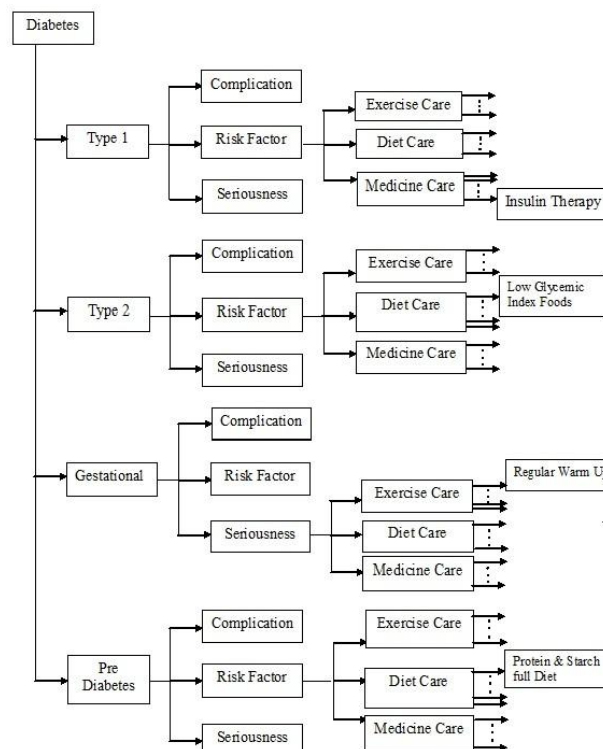 Diabetes
Complication
Exercise Care
Type 1
Risk Factor
Diet Care
Seriousness
Medicine Care
Insulin Therapy
Complication
Exercise Care
Low Glycemic
Index Foods
Type 2
Risk Factor
Diet Care
Seriousness
Medicine Care
Complication
Gestational
Risk Factor
Regular Warm U
Exercise Care
Seriousness
Diet Care
Medicine Care
Complication
Exercise Care
Pre
Diabetes
Risk Factor
Diet Care
Protein & Starch
full Diet
Seriousness
Medicine Care